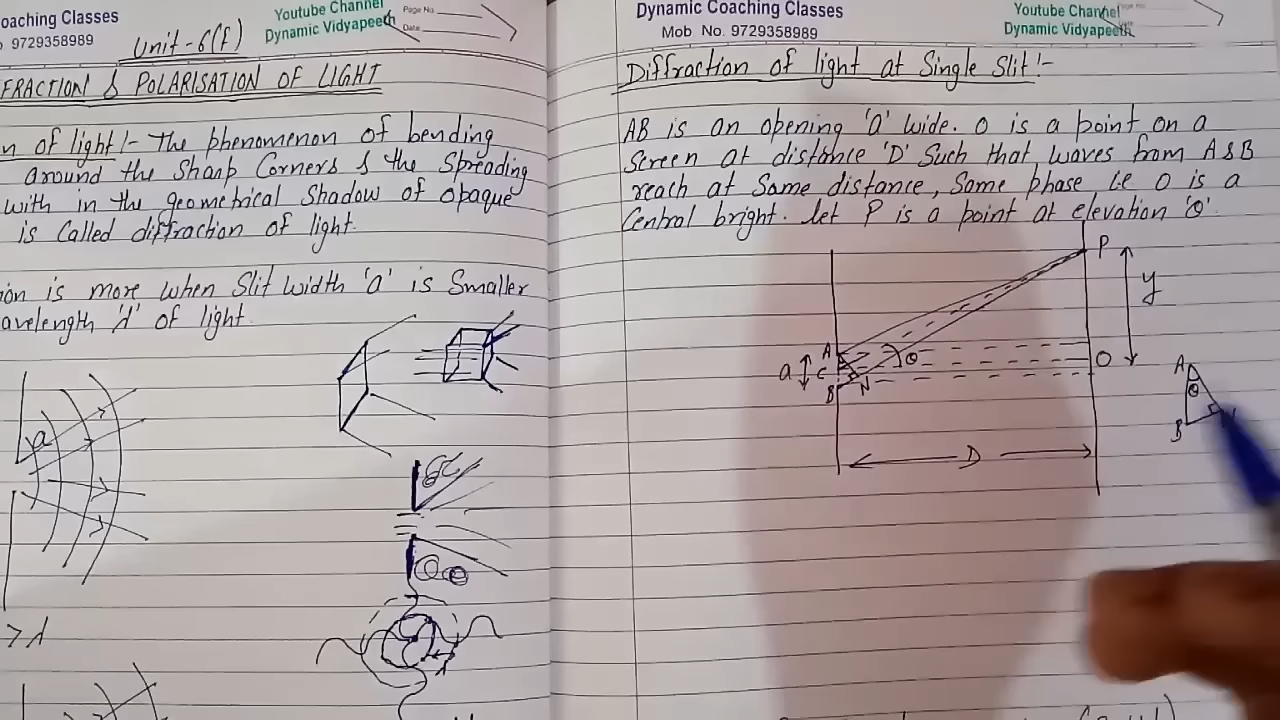 oaching Classes
9729358989
Youtube Channel
Dynamic Vidyapeeth
Page No.
Date
Unit-6(f)
FRACTION & POLARISATION OF LIGHT
n of light :- The phenomenon of bending
around the Sharp Corners & the Spreading
with in the geometrical Shadow of opaque
is Called diffraction of light.
ion is more when Slit width 'a' is Smaller
avelength 'λ' of light.
a
> λ
Dynamic Coaching Classes
Mob No. 9729358989
Youtube Channel
Dynamic Vidyapeeth
Diffraction of light at Single Slit :-
AB is an opening 'a' wide. O is a point on a
Screen at distance 'D' Such that, waves from A & B
reach at Same distance, Same phase, i.e O is a
Central bright. let P is a point at elevation 'θ'.
P
y
A
a
C
θ
O
B
N
D
A
θ
B